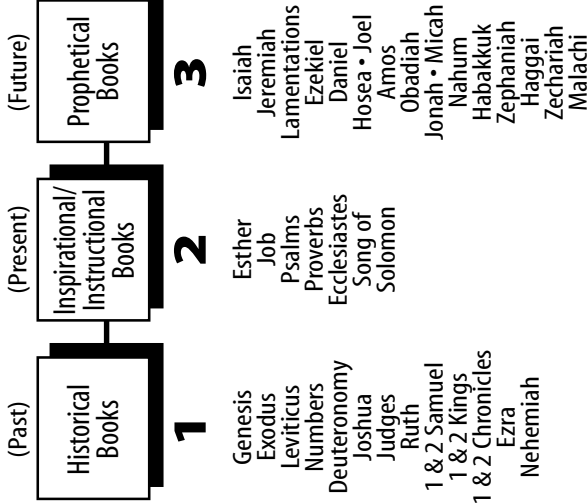 (Past)
Historical
Books
1
Genesis
Exodus
Leviticus
Numbers
Deuteronomy
Joshua
Judges
Ruth
1 & 2 Samuel
1 & 2 Kings
1 & 2 Chronicles
Ezra
Nehemiah
(Present)
Inspirational/
Instructional
Books
2
Esther
Job
Psalms
Proverbs
Ecclesiastes
Song of
Solomon
(Future)
Prophetical
Books
3
Isaiah
Jeremiah
Lamentations
Ezekiel
Daniel
Hosea • Joel
Amos
Obadiah
Jonah • Micah
Nahum
Habakkuk
Zephaniah
Haggai
Zechariah
Malachi